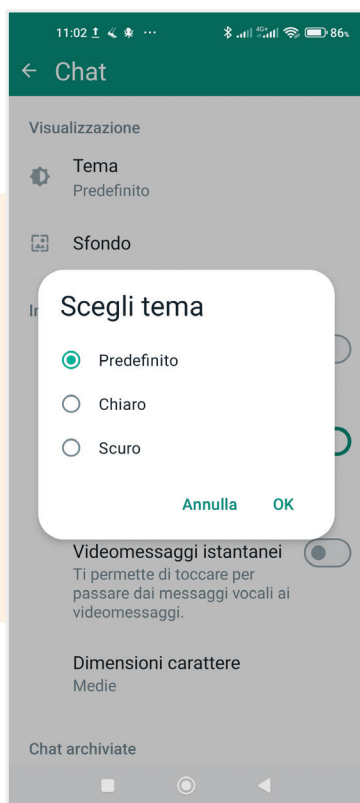 11:02
4G+
86%
Chat
Visualizzazione
Tema
Predefinito
Sfondo
Scegli tema
Predefinito
Chiaro
Scuro
Annulla OK
Videomessaggi istantanei
Ti permette di toccare per
passare dai messaggi vocali ai
videomessaggi.
Dimensioni carattere
Medie
Chat archiviate